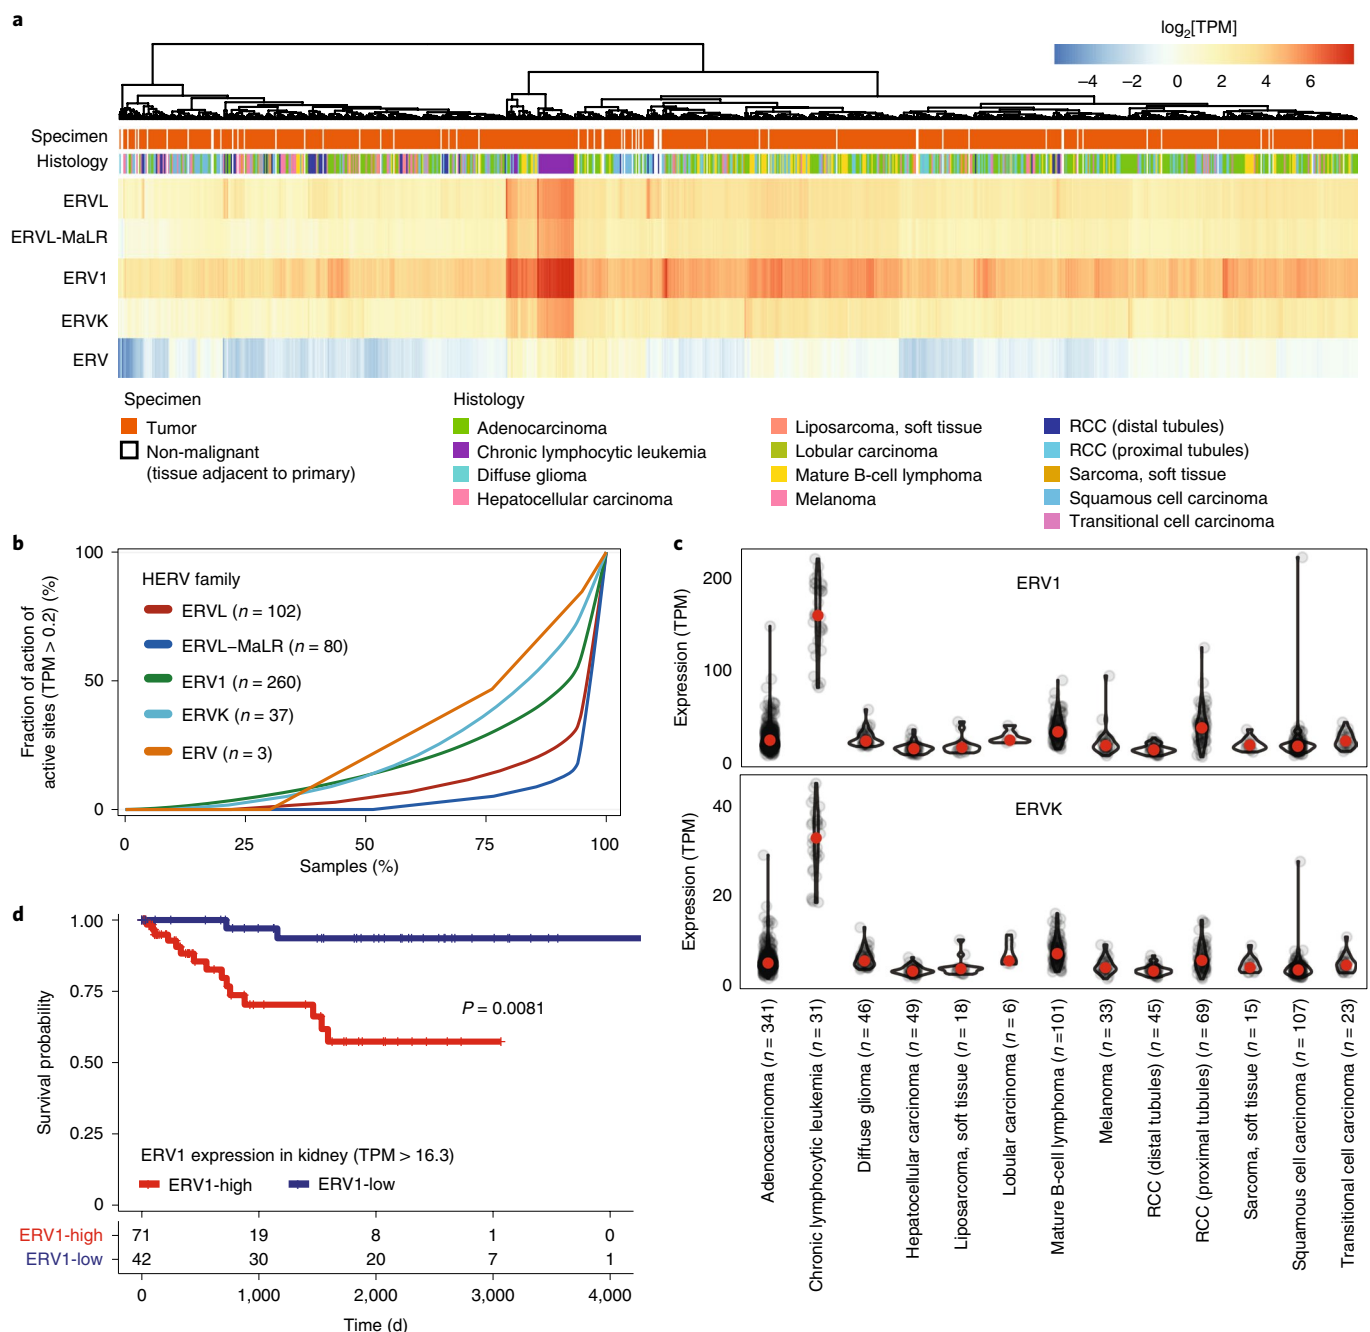 a
log2[TPM]
−4 −2 0 2 4 6
Specimen
Histology
ERVL
ERVL-MaLR
ERV1
ERVK
ERV
Specimen
Tumor
Non-malignant
(tissue adjacent to primary)
Histology
Adenocarcinoma
Chronic lymphocytic leukemia
Diffuse glioma
Hepatocellular carcinoma
Liposarcoma, soft tissue
Lobular carcinoma
Mature B-cell lymphoma
Melanoma
RCC (distal tubules)
RCC (proximal tubules)
Sarcoma, soft tissue
Squamous cell carcinoma
Transitional cell carcinoma
b
Fraction of action of
active sites (TPM > 0.2) (%)
100
50
0
HERV family
ERVL (n = 102)
ERVL−MaLR (n = 80)
ERV1 (n = 260)
ERVK (n = 37)
ERV (n = 3)
0 25 50 75 100
Samples (%)
c
Expression (TPM)
200
100
0
ERV1
Expression (TPM)
40
20
0
ERVK
Adenocarcinoma (n = 341)
Chronic lymphocytic leukemia (n = 31)
Diffuse glioma (n = 46)
Hepatocellular carcinoma (n = 49)
Liposarcoma, soft tissue (n = 18)
Lobular carcinoma (n = 6)
Mature B-cell lymphoma (n =101)
Melanoma (n = 33)
RCC (distal tubules) (n = 45)
RCC (proximal tubules) (n = 69)
Sarcoma, soft tissue (n = 15)
Squamous cell carcinoma (n = 107)
Transitional cell carcinoma (n = 23)
d
Survival probability
1.00
0.75
0.50
0.25
0
P = 0.0081
ERV1 expression in kidney (TPM > 16.3)
ERV1-high ERV1-low
ERV1-high 71 19 8 1 0
ERV1-low 42 30 20 7 1
0 1,000 2,000 3,000 4,000
Time (d)